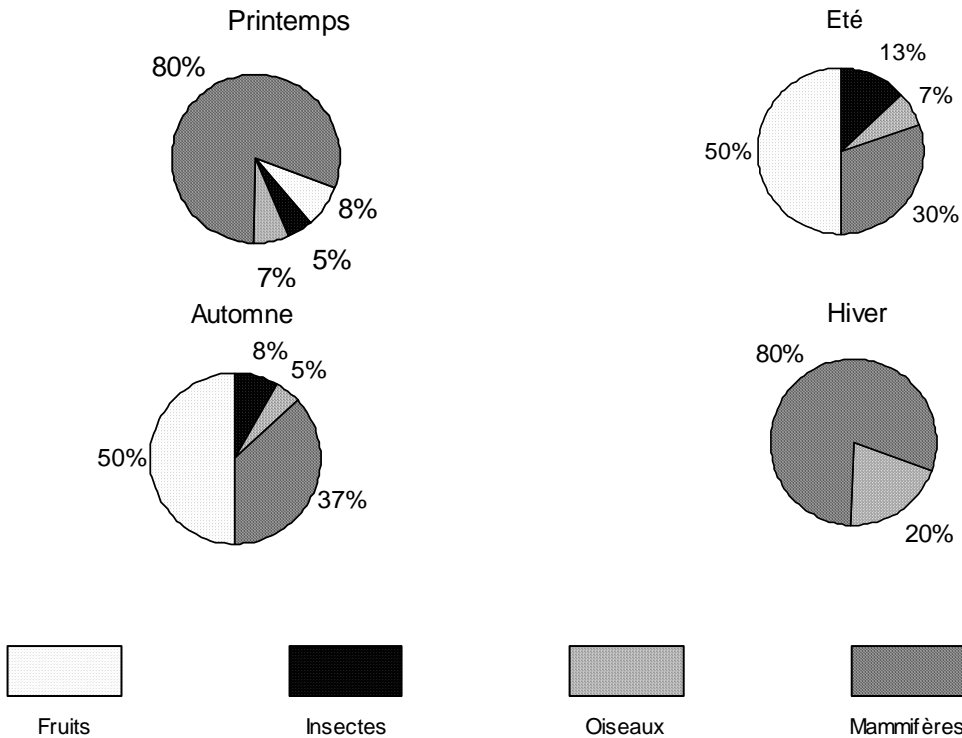 Printemps
80%
8%
5%
7%
Eté
13%
7%
50%
30%
Automne
8%
5%
50%
37%
Hiver
80%
20%
Fruits
Insectes
Oiseaux
Mammifères